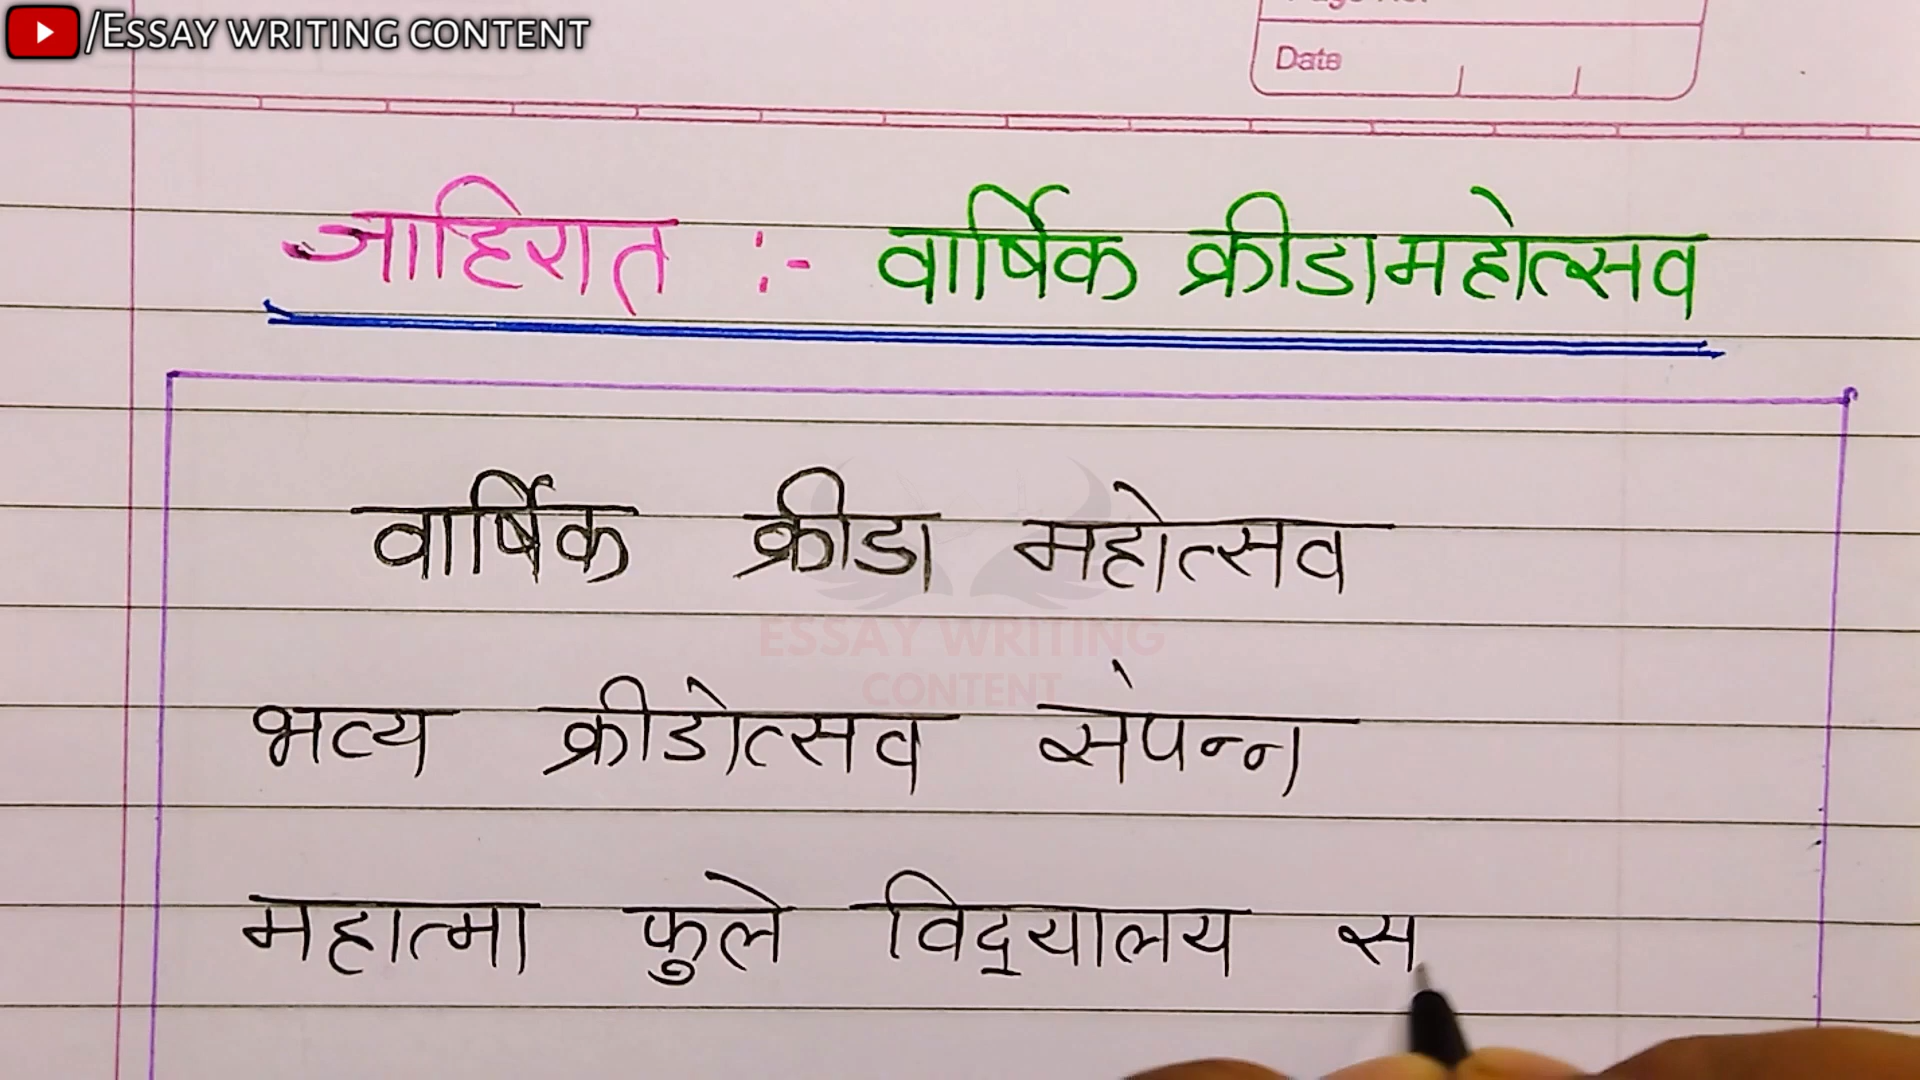 /ESSAY WRITING CONTENT
Date
जाहिरात :- वार्षिक क्रीडामहोत्सव
वार्षिक क्रीडा महोत्सव
ESSAY WRITING
CONTENT
भव्य क्रीडोत्सव संपन्न
महात्मा फुले विद्‌यालय स